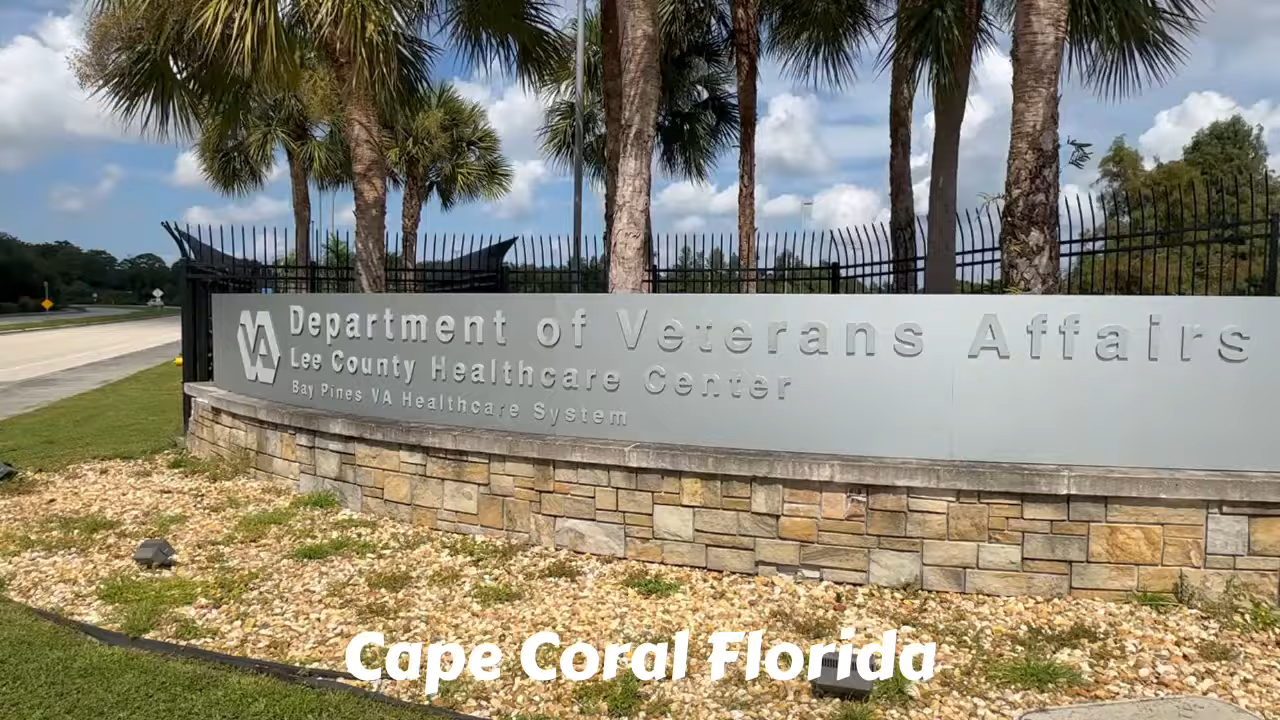 VA
Department of Veterans Affairs
Lee County Healthcare Center
Bay Pines VA Healthcare System
Cape Coral Florida